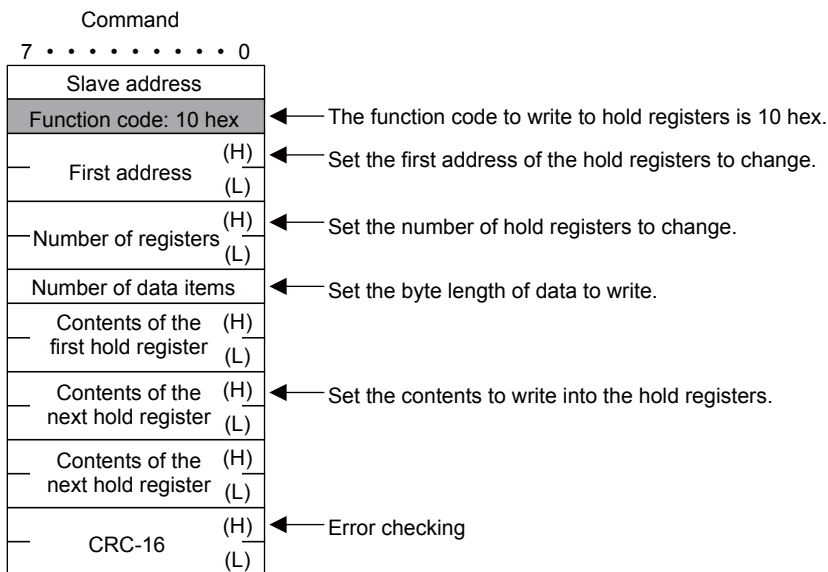 Command
7 • • • • • • • • • 0
Slave address
Function code: 10 hex
The function code to write to hold registers is 10 hex.
First address
(H)
(L)
Set the first address of the hold registers to change.
Number of registers
(H)
(L)
Set the number of hold registers to change.
Number of data items
Set the byte length of data to write.
Contents of the (H)
first hold register
(L)
Contents of the (H)
next hold register
(L)
Set the contents to write into the hold registers.
Contents of the (H)
next hold register
(L)
CRC-16
(H)
(L)
Error checking